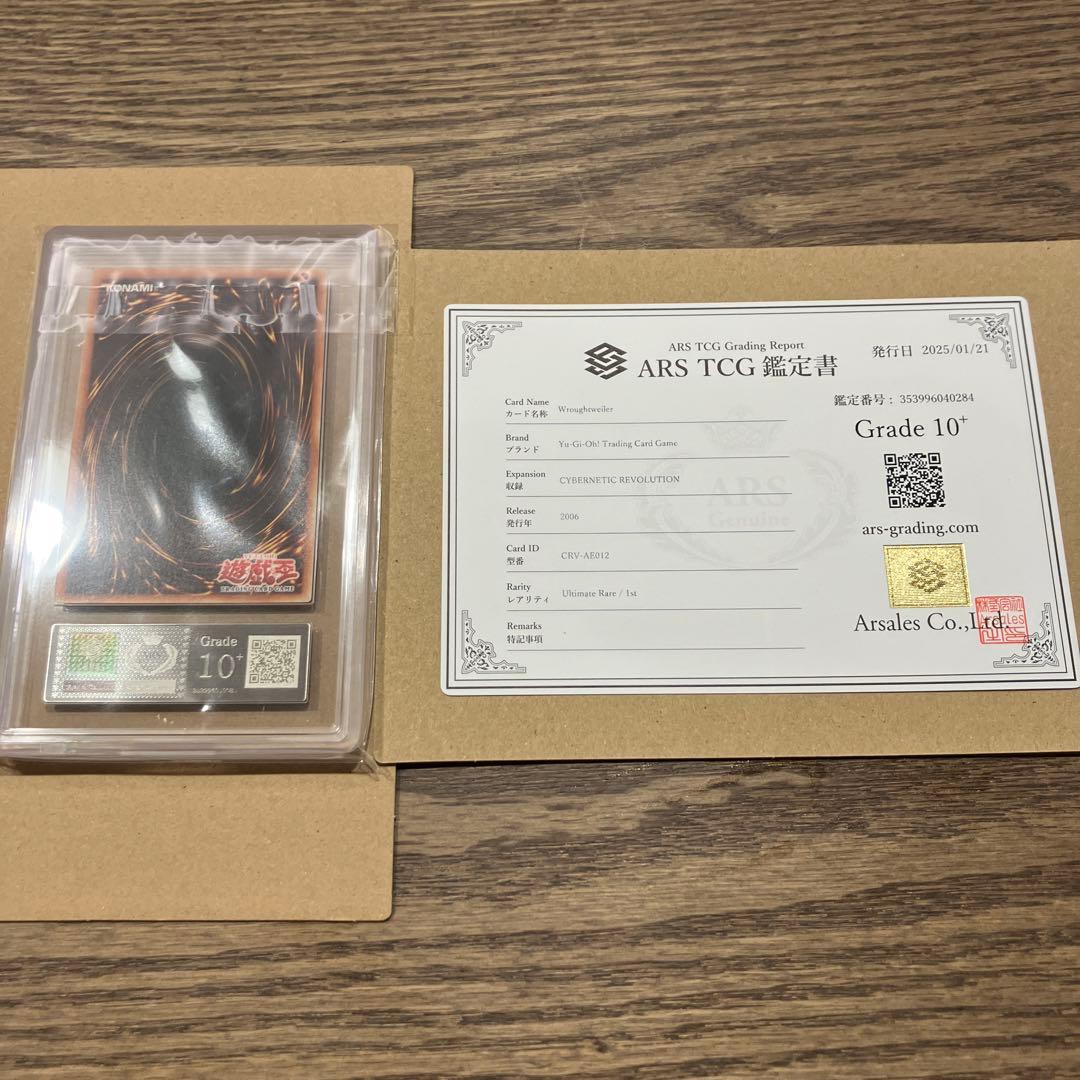 KONAMI
遊戯王
TRADING CARD GAME
Grade
10+
ARS TCG Grading Report
ARS TCG 鑑定書
発行日 2025/01/21
鑑定番号：353996040284
Grade 10+
ars-grading.com
Arsales Co.,Ltd.
Card Name
カード名称 Wroughtweiler
Brand
ブランド Yu-Gi-Oh! Trading Card Game
Expansion
収録 CYBERNETIC REVOLUTION
Release
発行年 2006
Card ID
型番 CRV-AE012
Rarity
レアリティ Ultimate Rare / 1st
Remarks
特記事項
ARS
Genuine